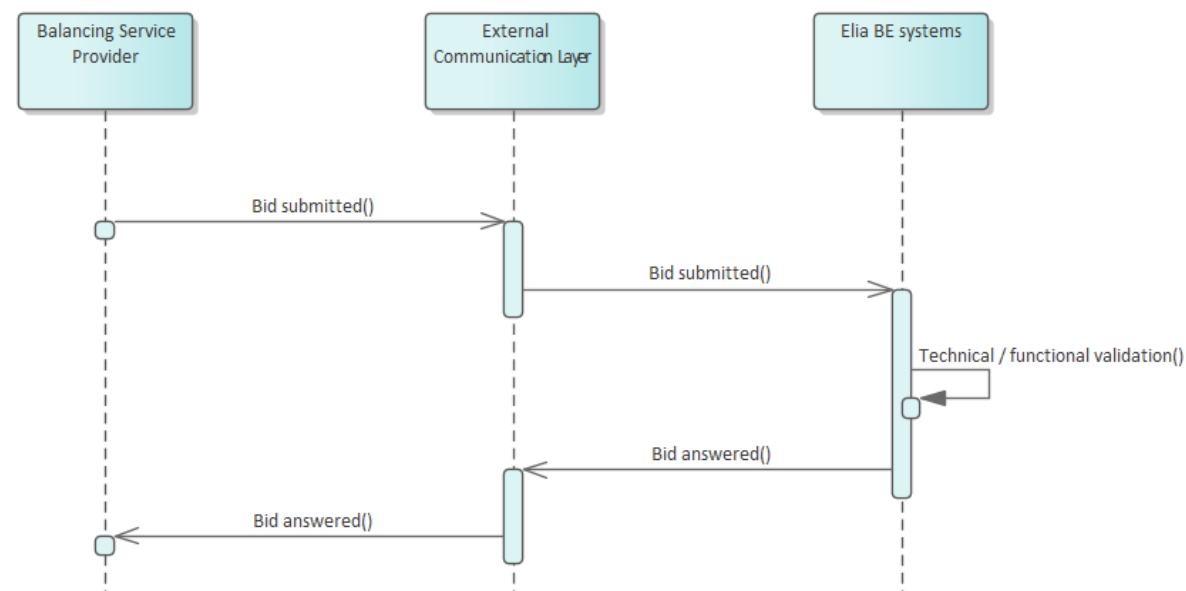 Balancing Service
Provider
External
Communication Layer
Elia BE systems
Bid submitted()
Bid submitted()
Technical / functional validation()
Bid answered()
Bid answered()